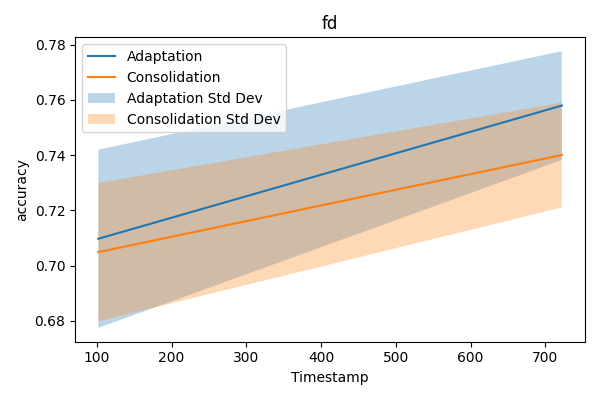 fd
0.78
0.76
0.74
0.72
0.70
0.68
accuracy
Adaptation
Consolidation
Adaptation Std Dev
Consolidation Std Dev
100 200 300 400 500 600 700
Timestamp